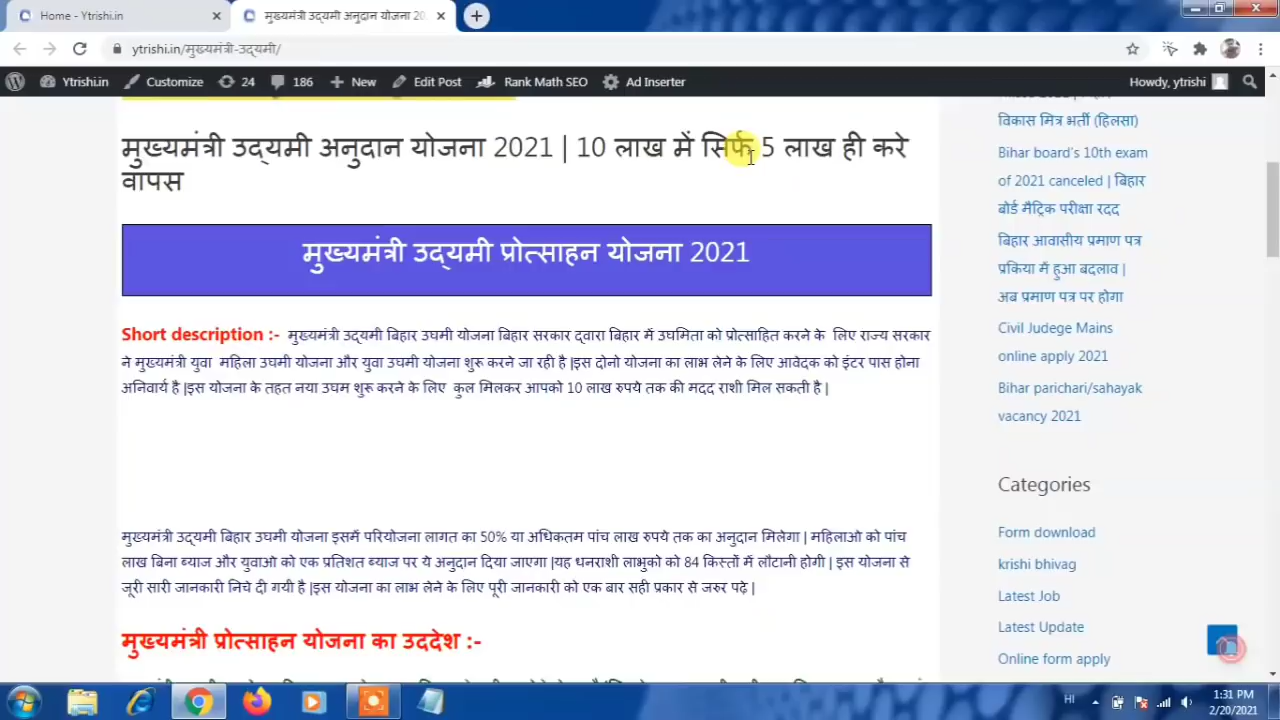 Home - Ytrishi.in
मुख्यमंत्री उद्यमी अनुदान योजना 20
ytrishi.in/मुख्यमंत्री-उद्यमी/
Ytrishi.in Customize 24 186 New Edit Post Rank Math SEO Ad Inserter Howdy, ytrishi
मुख्यमंत्री उद्यमी अनुदान योजना 2021 | 10 लाख में सिर्फ 5 लाख ही करे
वापस
मुख्यमंत्री उद्यमी प्रोत्साहन योजना 2021
Short description :- मुख्यमंत्री उद्यमी बिहार उघमी योजना बिहार सरकार द्वारा बिहार में उघमिता को प्रोत्साहित करने के लिए राज्य सरकार
ने मुख्यमंत्री युवा महिला उघमी योजना और युवा उघमी योजना शुरू करने जा रही है |इस दोनो योजना का लाभ लेने के लिए आवेदक को इंटर पास होना
अनिवार्य है |इस योजना के तहत नया उघम शुरू करने के लिए कुल मिलकर आपको 10 लाख रुपये तक की मदद राशी मिल सकती है |
मुख्यमंत्री उद्यमी बिहार उघमी योजना इसमें परियोजना लागत का 50% या अधिकतम पांच लाख रुपये तक का अनुदान मिलेगा | महिलाओ को पांच
लाख बिना ब्याज और युवाओ को एक प्रतिशत ब्याज पर ये अनुदान दिया जाएगा |यह धनराशी लाभुको को 84 किस्तों में लौटानी होगी | इस योजना से
जूरी सारी जानकारी निचे दी गयी है |इस योजना का लाभ लेने के लिए पूरी जानकारी को एक बार सही प्रकार से जरुर पढ़े |
मुख्यमंत्री प्रोत्साहन योजना का उददेश :-
विकास मित्र भर्ती (हिलसा)
Bihar board's 10th exam
of 2021 canceled | बिहार
बोर्ड मैट्रिक परीक्षा रदद
बिहार आवासीय प्रमाण पत्र
प्रकिया में हुआ बदलाव |
अब प्रमाण पत्र पर होगा
Civil Judege Mains
online apply 2021
Bihar parichari/sahayak
vacancy 2021
Categories
Form download
krishi bhivag
Latest Job
Latest Update
Online form apply
HI
1:31 PM
2/20/2021